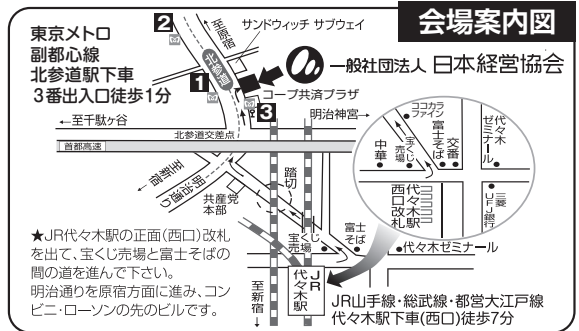 会場案内図
東京メトロ
副都心線
北参道駅下車
3番出入口徒歩1分
2
至原宿
サンドウィッチ サブウェイ
北参道
1
一般社団法人 日本経営協会
コープ共済プラザ
3
←至千駄ヶ谷
明治神宮→
北参道交差点
首都高速
至新宿
明治通り
共産党
本部
踏切
ココカラ
ファイン
宝くじ
売場
富士そば
交番
代々木
ゼミナール
中華
代々木駅
西口改札
三菱
UFJ銀行
宝くじ
売場
富士
そば
代々木ゼミナール
JR
代々木駅
至新宿
★JR代々木駅の正面(西口)改札
を出て、宝くじ売場と富士そばの
間の道を進んで下さい。
明治通りを原宿方面に進み、コン
ビニ・ローソンの先のビルです。
JR山手線・総武線・都営大江戸線
代々木駅下車(西口)徒歩7分